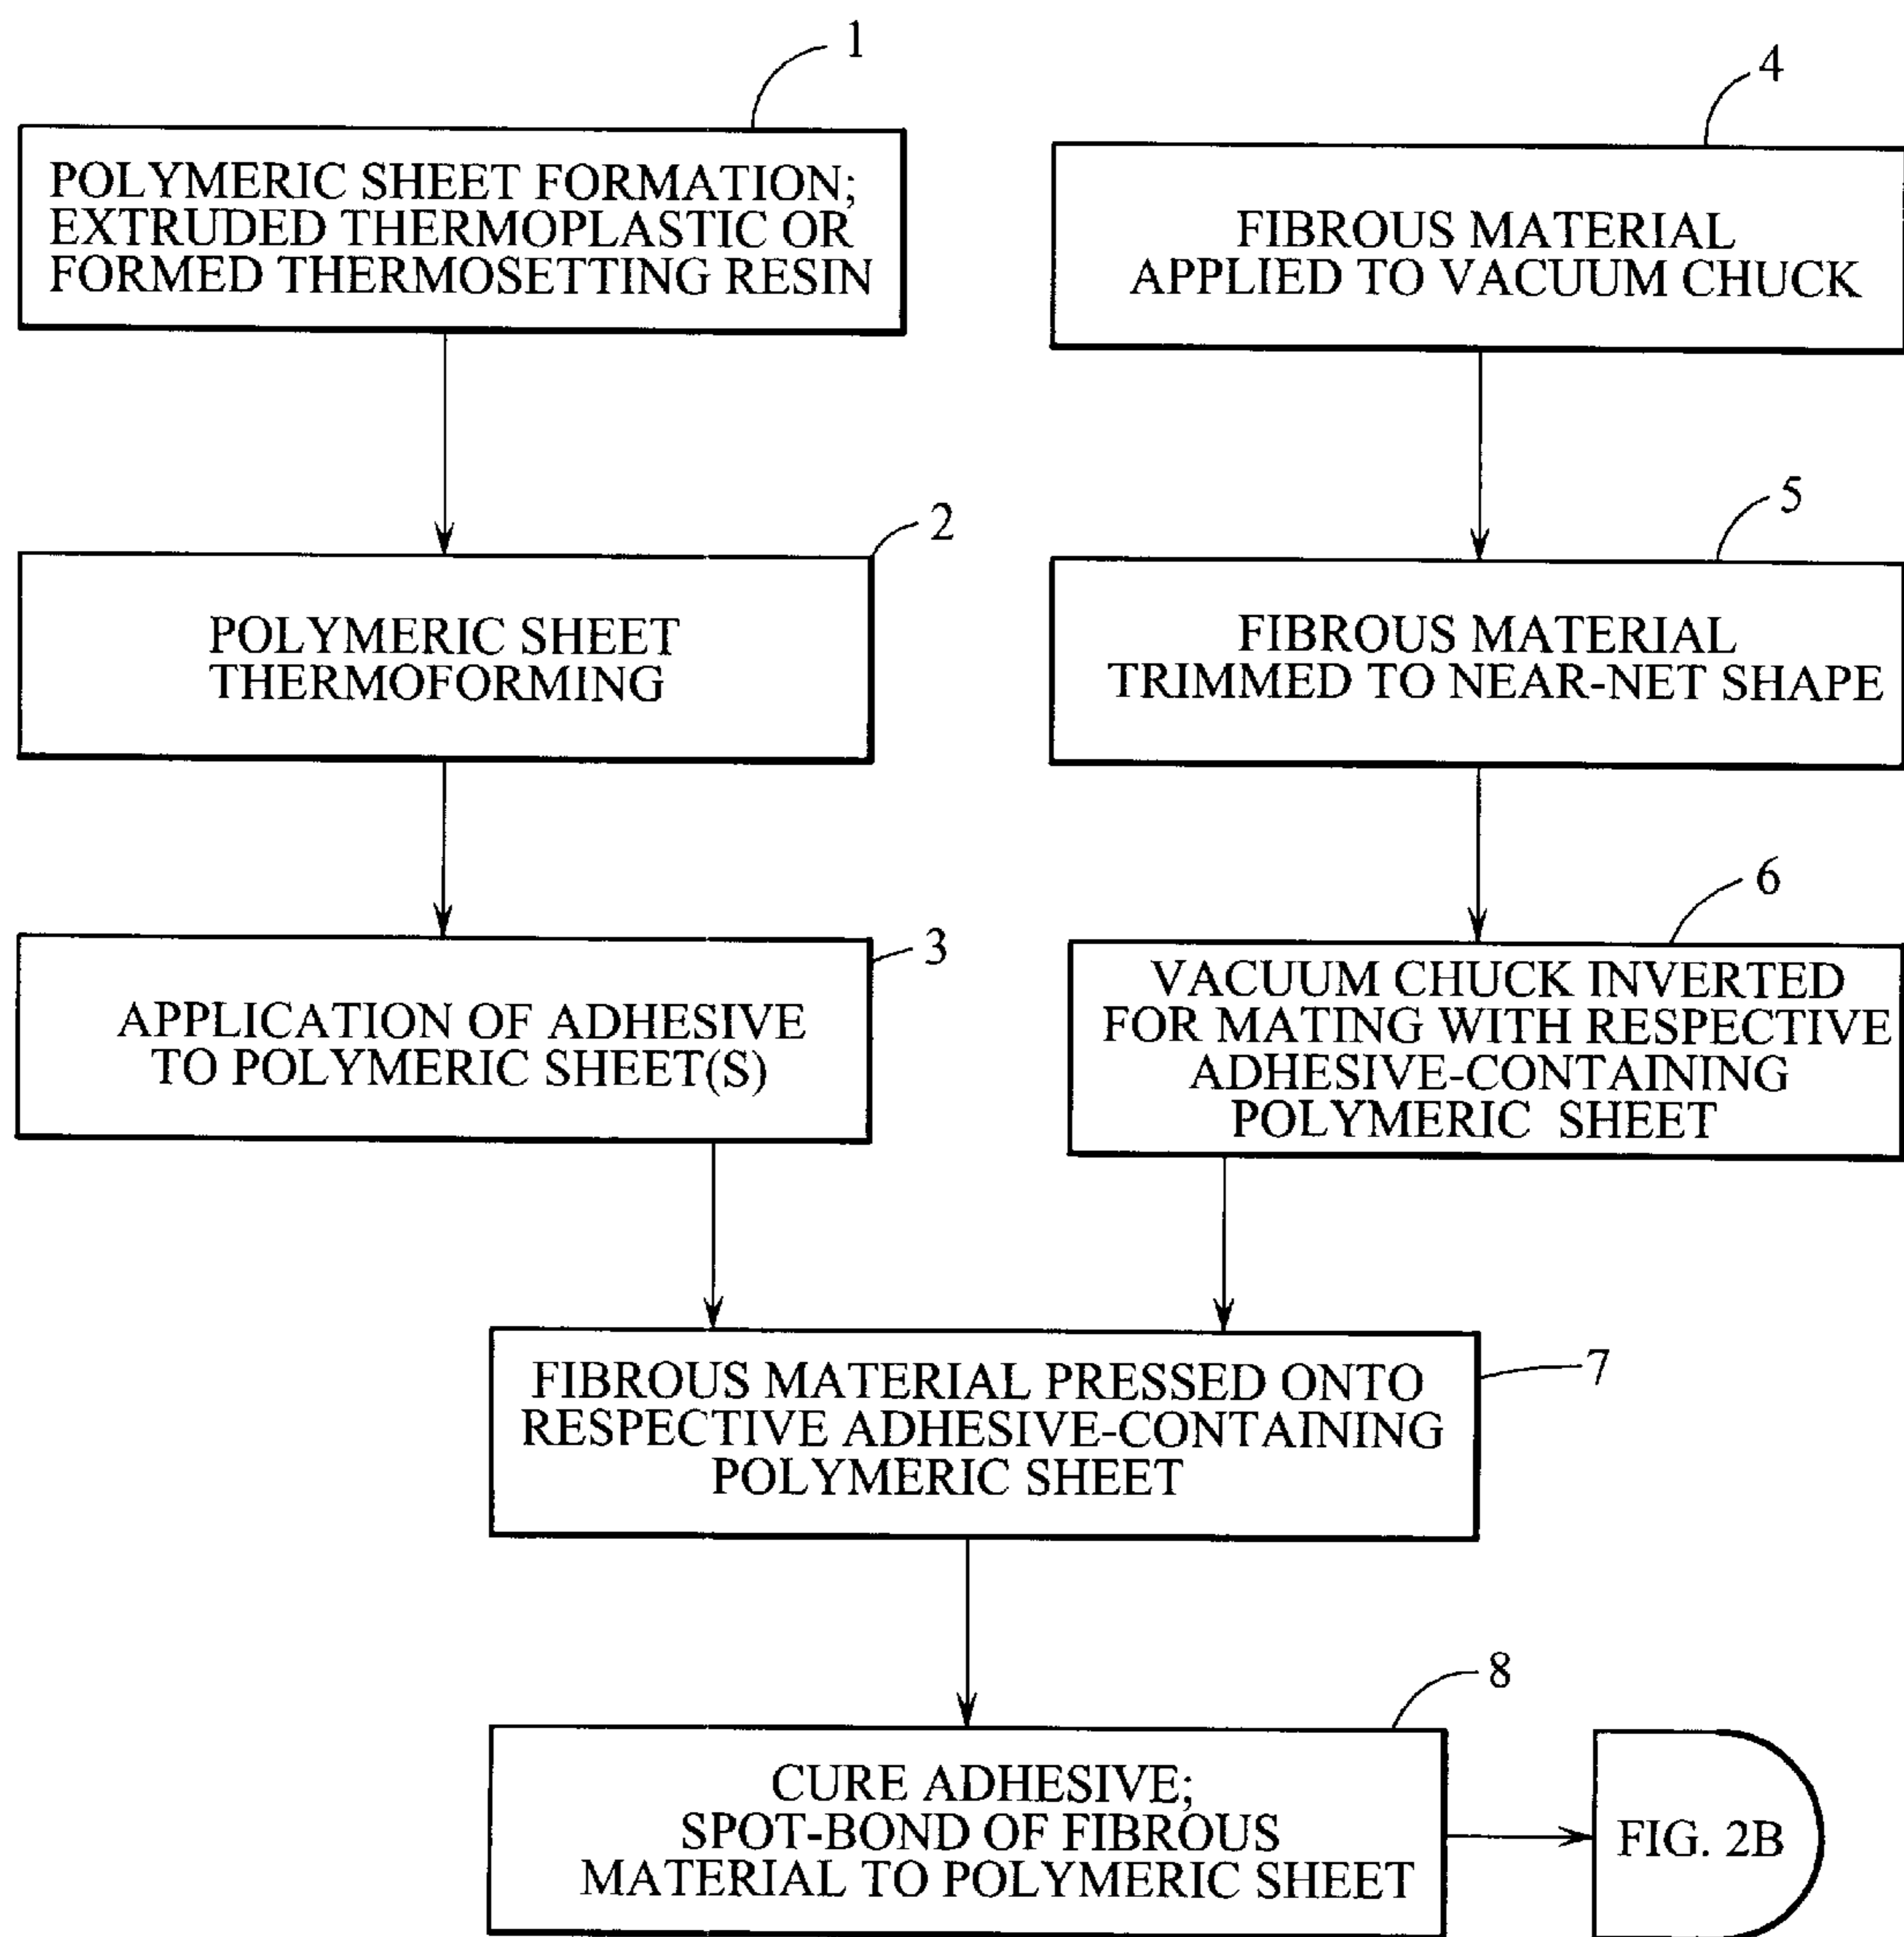 1
POLYMERIC SHEET FORMATION;
EXTRUDED THERMOPLASTIC OR
FORMED THERMOSETTING RESIN
2
POLYMERIC SHEET
THERMOFORMING
3
APPLICATION OF ADHESIVE
TO POLYMERIC SHEET(S)
4
FIBROUS MATERIAL
APPLIED TO VACUUM CHUCK
5
FIBROUS MATERIAL
TRIMMED TO NEAR-NET SHAPE
6
VACUUM CHUCK INVERTED
FOR MATING WITH RESPECTIVE
ADHESIVE-CONTAINING
POLYMERIC SHEET
7
FIBROUS MATERIAL PRESSED ONTO
RESPECTIVE ADHESIVE-CONTAINING
POLYMERIC SHEET
8
CURE ADHESIVE;
SPOT-BOND OF FIBROUS
MATERIAL TO POLYMERIC SHEET
FIG. 2B